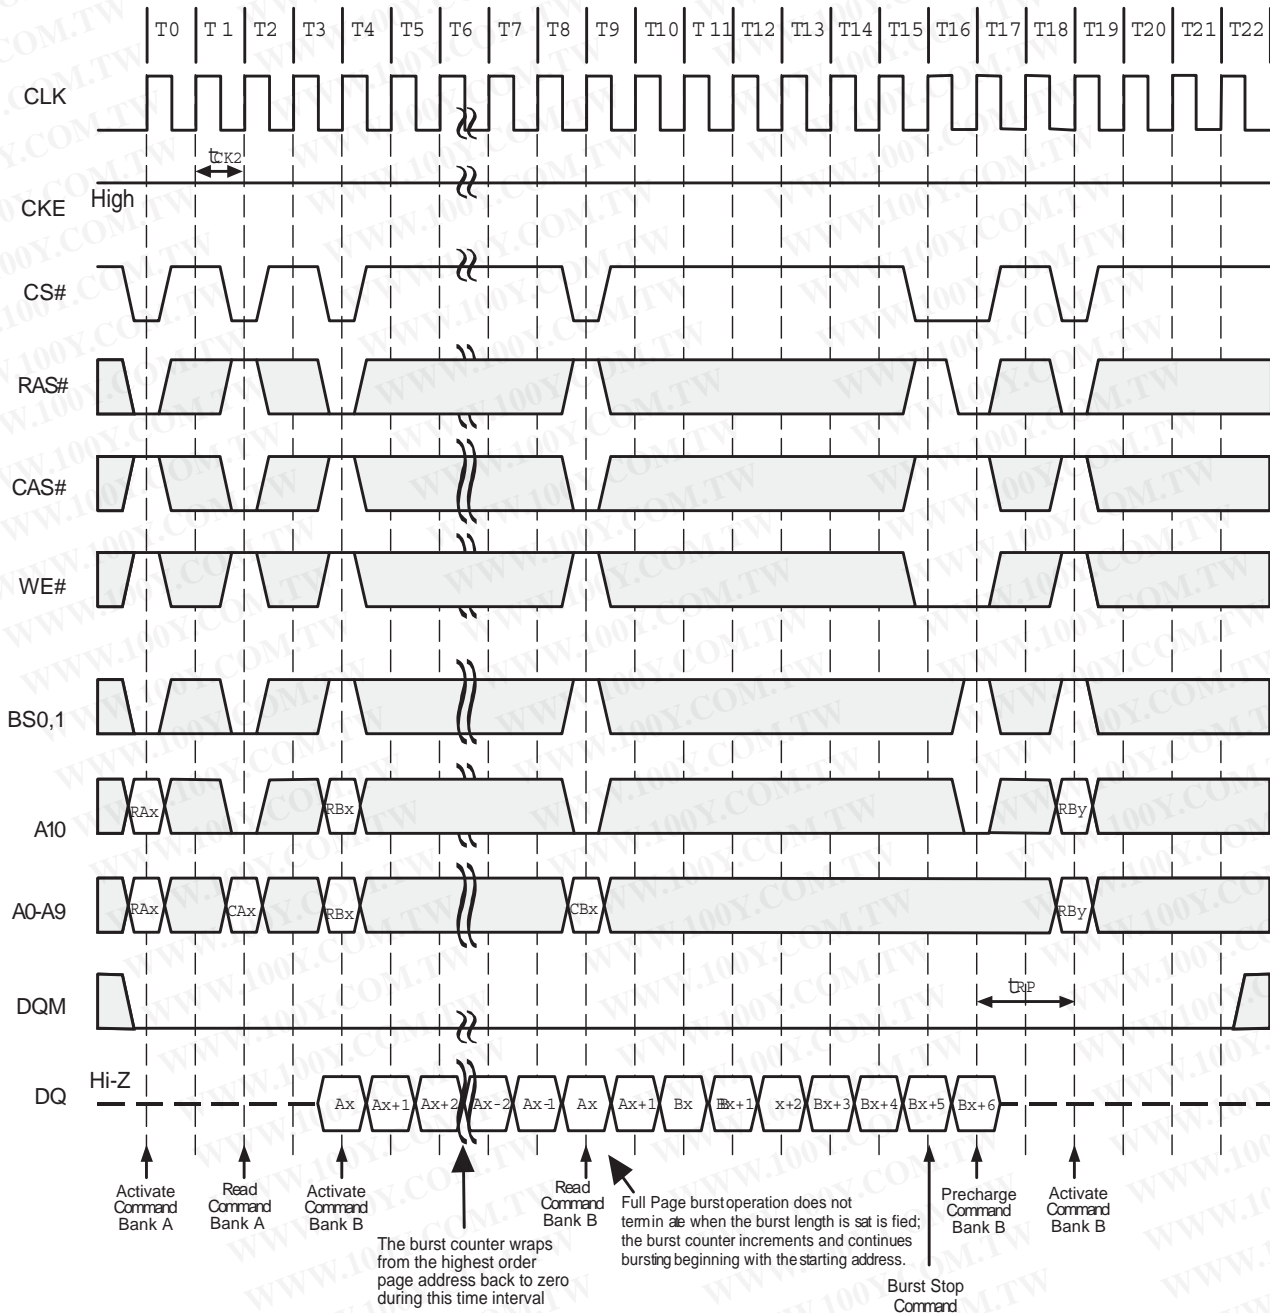 T0 T1 T2 T3 T4 T5 T6 T7 T8 T9 T10 T11 T12 T13 T14 T15 T16 T17 T18 T19 T20 T21 T22
CLK
tCK2
High
CKE
CS#
RAS#
CAS#
WE#
BS0,1
A10
RAx RBx RBy
A0-A9
RAx CAx RBx CBx RBy
DQM
tRP
Hi-Z
DQ
Ax Ax+1 Ax+2 Ax-2 Ax-1 Ax Ax+1 Bx Bx+1 x+2 Bx+3 Bx+4 Bx+5 Bx+6
Activate
Command
Bank A
Read
Command
Bank A
Activate
Command
Bank B
The burst counter wraps
from the highest order
page address back to zero
during this time interval
Read
Command
Bank B
Full Page burst operation does not
termin ate when the burst length is sat is fied;
the burst counter increments and continues
bursting beginning with the starting address.
Burst Stop
Command
Precharge
Command
Bank B
Activate
Command
Bank B
WWW.100Y.COM.TW